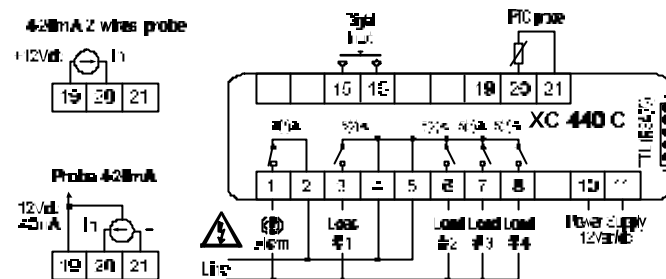 4-20mA 2 wires probe
+12Vdc
In
19 20 21
Probe 4-20mA
12Vdc
40mA
In
19 20 21
Digital
Input
PTC probe
15 16 19 20 21
XC 440 C
1 2 3 4 5 6 7 8 10 11
alarm
Load
#1
Load Load Load
#2 #3 #4
Power Supply
12Vac/dc
Line